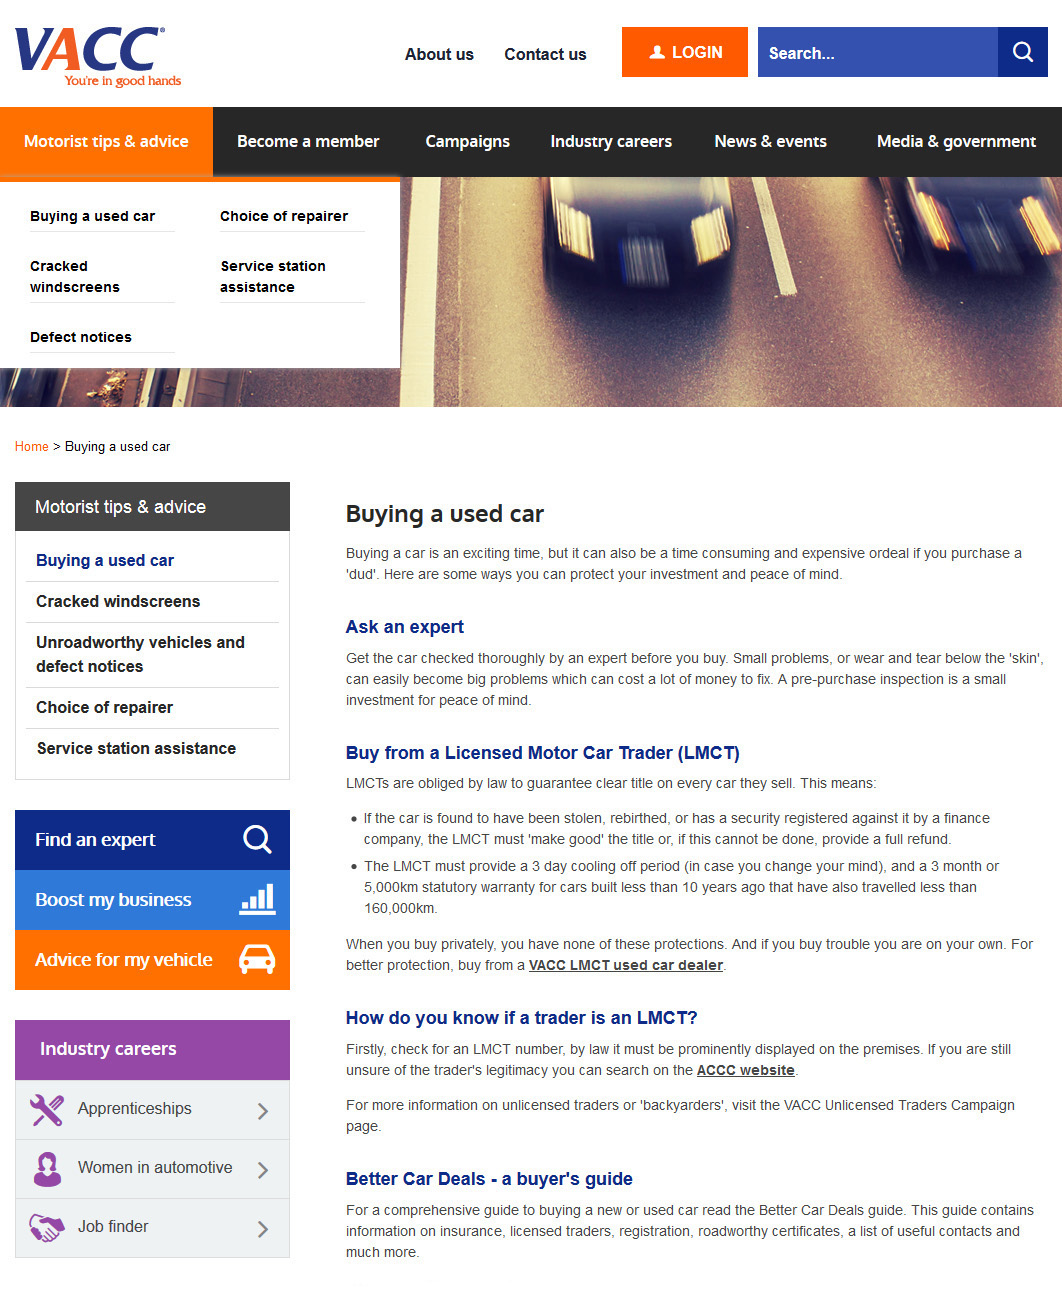 VACC®
You're in good hands
About us
Contact us
LOGIN
Search...
Motorist tips & advice
Become a member
Campaigns
Industry careers
News & events
Media & government
Buying a used car
Choice of repairer
Cracked
windscreens
Service station
assistance
Defect notices
Home > Buying a used car
Motorist tips & advice
Buying a used car
Cracked windscreens
Unroadworthy vehicles and
defect notices
Choice of repairer
Service station assistance
Find an expert
Boost my business
Advice for my vehicle
Industry careers
Apprenticeships
Women in automotive
Job finder
Buying a used car
Buying a car is an exciting time, but it can also be a time consuming and expensive ordeal if you purchase a
'dud'. Here are some ways you can protect your investment and peace of mind.
Ask an expert
Get the car checked thoroughly by an expert before you buy. Small problems, or wear and tear below the 'skin',
can easily become big problems which can cost a lot of money to fix. A pre-purchase inspection is a small
investment for peace of mind.
Buy from a Licensed Motor Car Trader (LMCT)
LMCTs are obliged by law to guarantee clear title on every car they sell. This means:
• If the car is found to have been stolen, rebirthed, or has a security registered against it by a finance
company, the LMCT must 'make good' the title or, if this cannot be done, provide a full refund.
• The LMCT must provide a 3 day cooling off period (in case you change your mind), and a 3 month or
5,000km statutory warranty for cars built less than 10 years ago that have also travelled less than
160,000km.
When you buy privately, you have none of these protections. And if you buy trouble you are on your own. For
better protection, buy from a VACC LMCT used car dealer.
How do you know if a trader is an LMCT?
Firstly, check for an LMCT number, by law it must be prominently displayed on the premises. If you are still
unsure of the trader's legitimacy you can search on the ACCC website.
For more information on unlicensed traders or 'backyarders', visit the VACC Unlicensed Traders Campaign
page.
Better Car Deals - a buyer's guide
For a comprehensive guide to buying a new or used car read the Better Car Deals guide. This guide contains
information on insurance, licensed traders, registration, roadworthy certificates, a list of useful contacts and
much more.